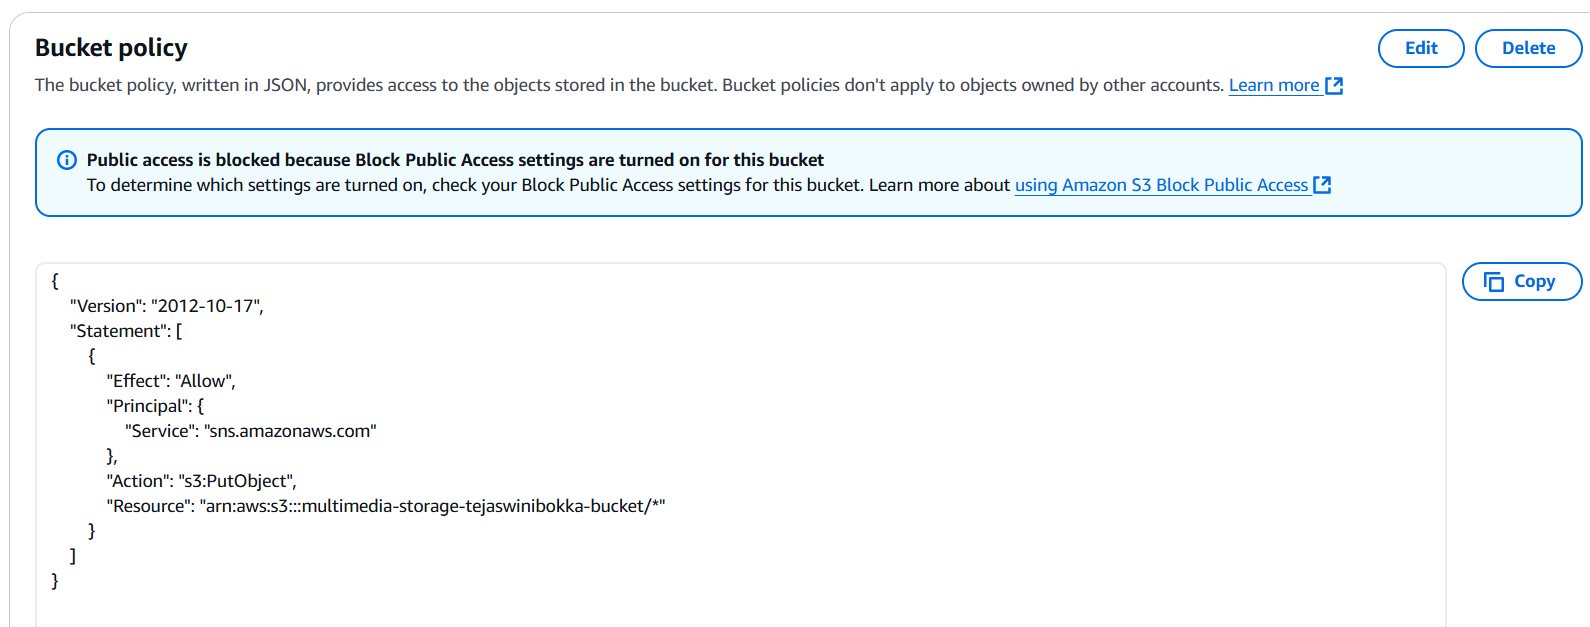 Bucket policy
Edit
Delete
The bucket policy, written in JSON, provides access to the objects stored in the bucket. Bucket policies don't apply to objects owned by other accounts. Learn more
Public access is blocked because Block Public Access settings are turned on for this bucket
To determine which settings are turned on, check your Block Public Access settings for this bucket. Learn more about using Amazon S3 Block Public Access
Copy
{
"Version": "2012-10-17",
"Statement": [
{
"Effect": "Allow",
"Principal": {
"Service": "sns.amazonaws.com"
},
"Action": "s3:PutObject",
"Resource": "arn:aws:s3:::multimedia-storage-tejaswinibokka-bucket/*"
}
]
}